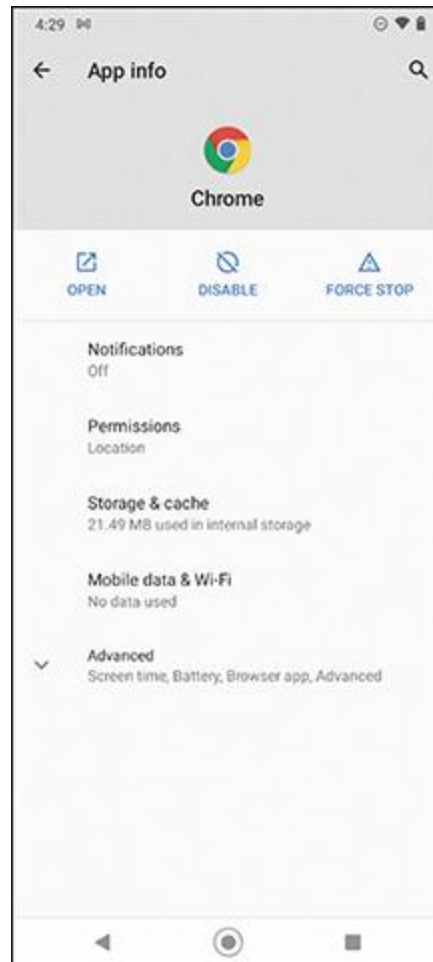 4:29
App info
Chrome
OPEN DISABLE FORCE STOP
Notifications
Off
Permissions
Location
Storage & cache
21.49 MB used in internal storage
Mobile data & Wi-Fi
No data used
Advanced
Screen time, Battery, Browser app, Advanced